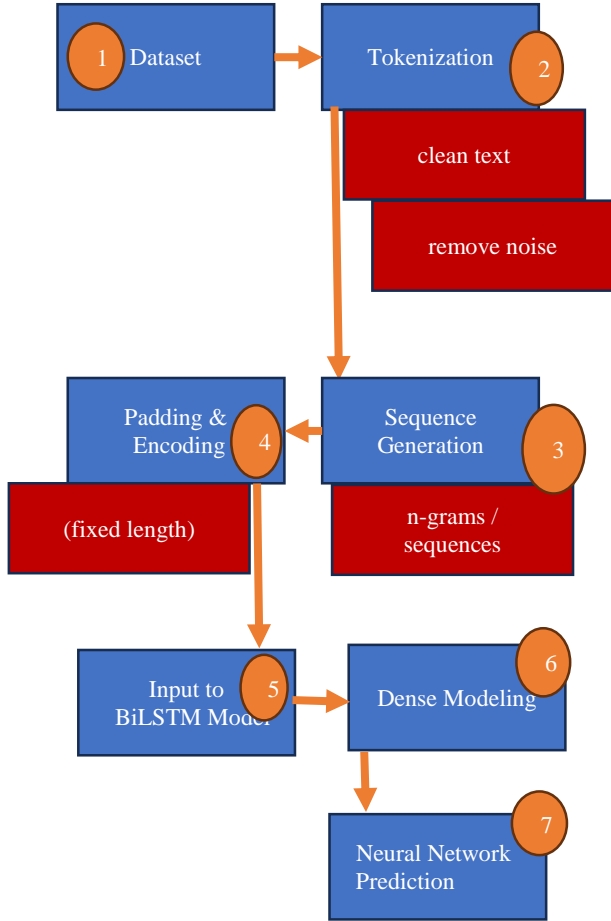 1
Dataset
Tokenization
2
clean text
remove noise
Padding &
Encoding
4
Sequence
Generation
3
(fixed length)
n-grams /
sequences
Input to
BiLSTM Model
5
Dense Modeling
6
Neural Network
Prediction
7